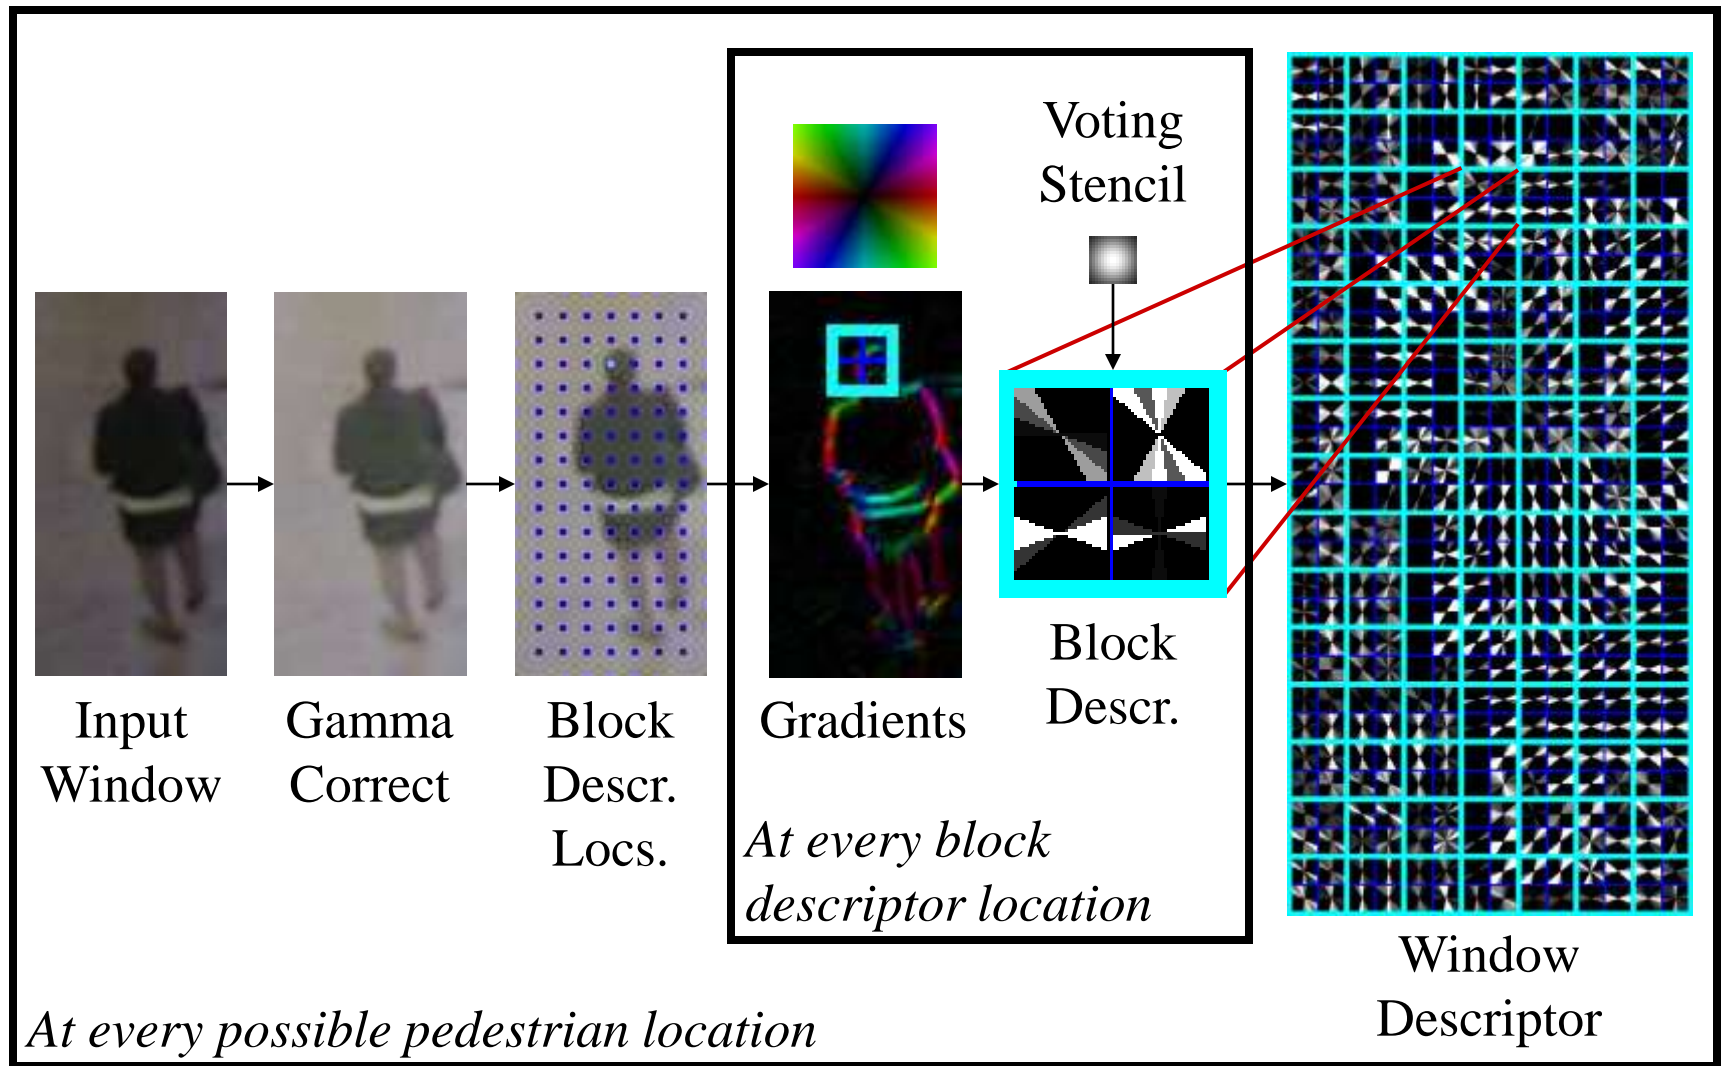 Voting
Stencil
Input
Window
Gamma
Correct
Block
Descr.
Locs.
Gradients
Block
Descr.
At every block
descriptor location
Window
Descriptor
At every possible pedestrian location